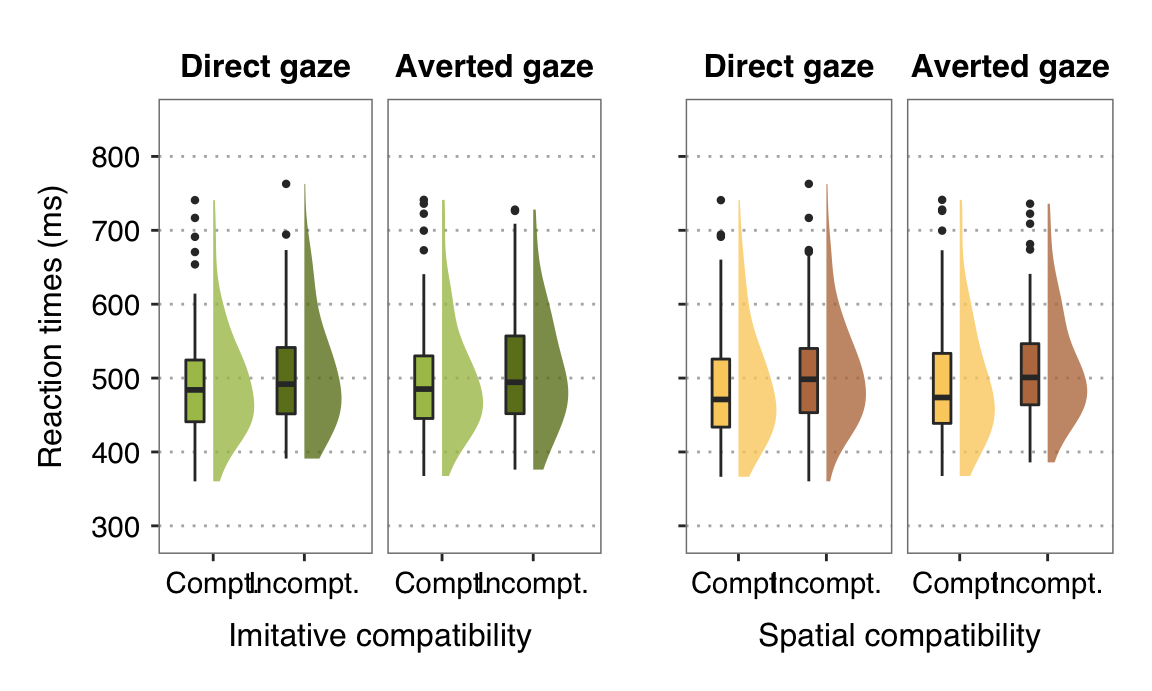 Direct gaze Averted gaze Direct gaze Averted gaze
800
700
600
500
400
300
Reaction times (ms)
Compt. Incompt. Compt. Incompt. Compt. Incompt. Compt. Incompt.
Imitative compatibility Spatial compatibility